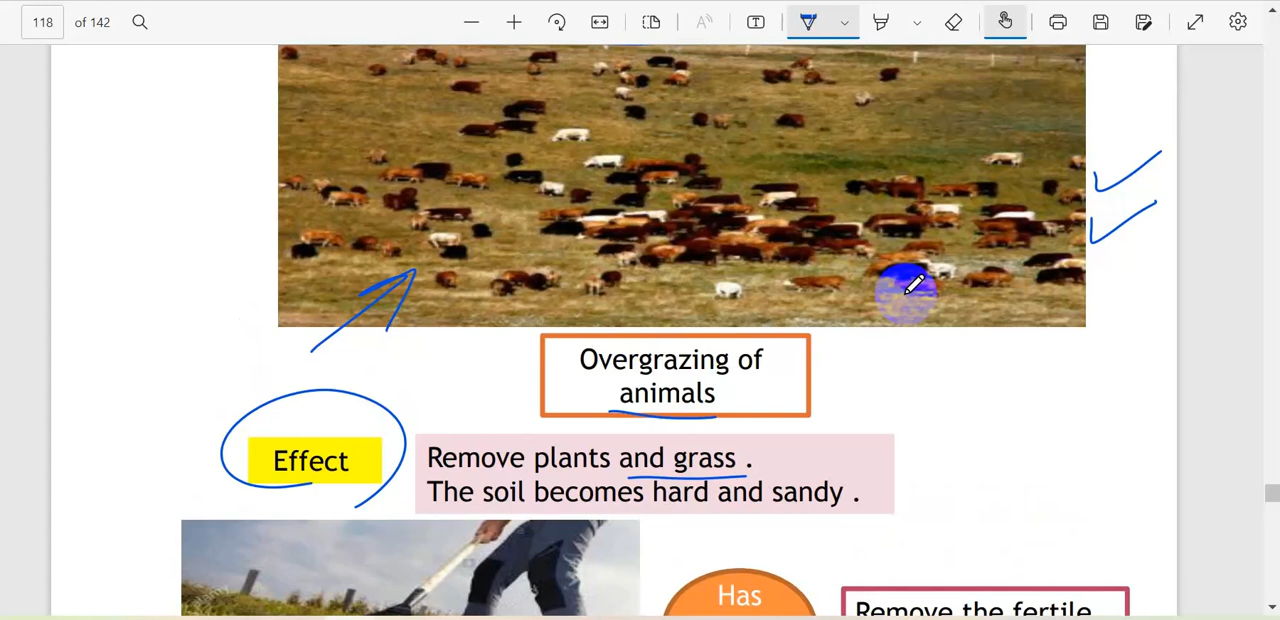 118 of 142
Overgrazing of
animals
Effect
Remove plants and grass .
The soil becomes hard and sandy .
Has
Remove the fertile